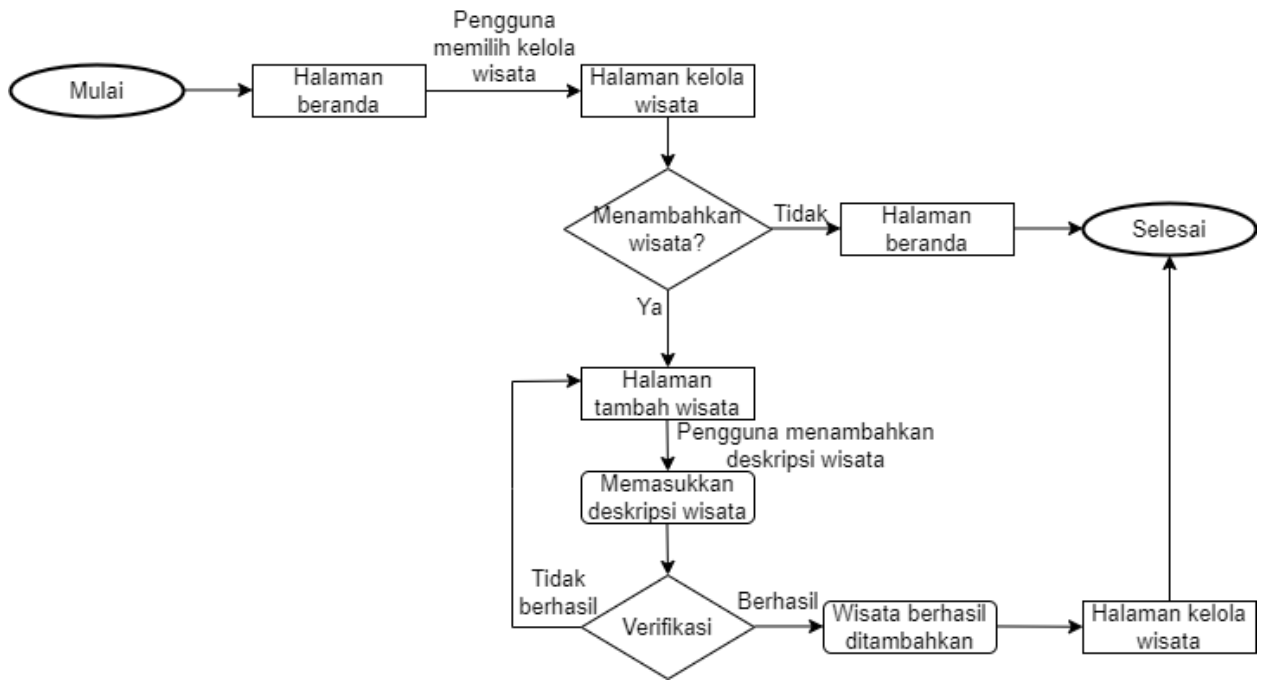 Pengguna
memilih kelola
wisata
Mulai
Halaman
beranda
Halaman kelola
wisata
Menambahkan
wisata?
Tidak
Halaman
beranda
Selesai
Ya
Halaman
tambah wisata
Pengguna menambahkan
deskripsi wisata
Memasukkan
deskripsi wisata
Tidak
berhasil
Verifikasi
Berhasil
Wisata berhasil
ditambahkan
Halaman kelola
wisata